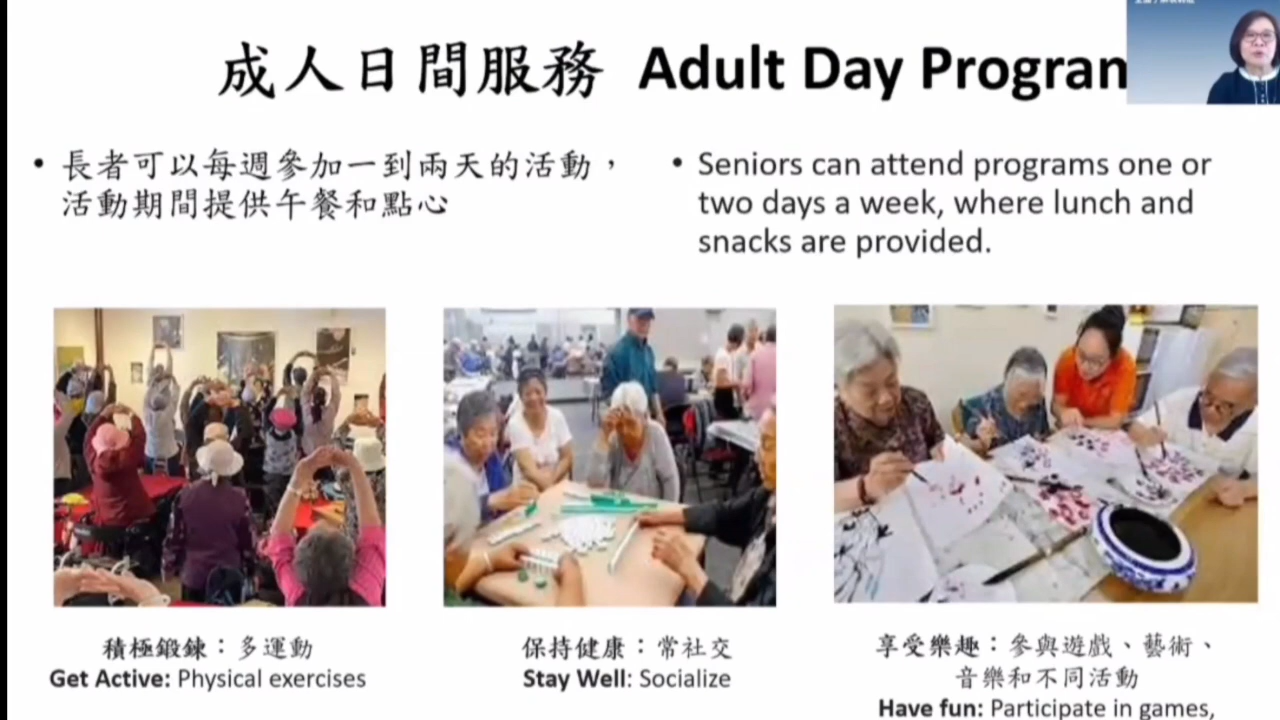 成人日間服務 Adult Day Program
• 長者可以每週參加一到兩天的活動，
活動期間提供午餐和點心
• Seniors can attend programs one or
two days a week, where lunch and
snacks are provided.
積極鍛鍊：多運動
Get Active: Physical exercises
保持健康：常社交
Stay Well: Socialize
享受樂趣：參與遊戲、藝術、
音樂和不同活動
Have fun: Participate in games,